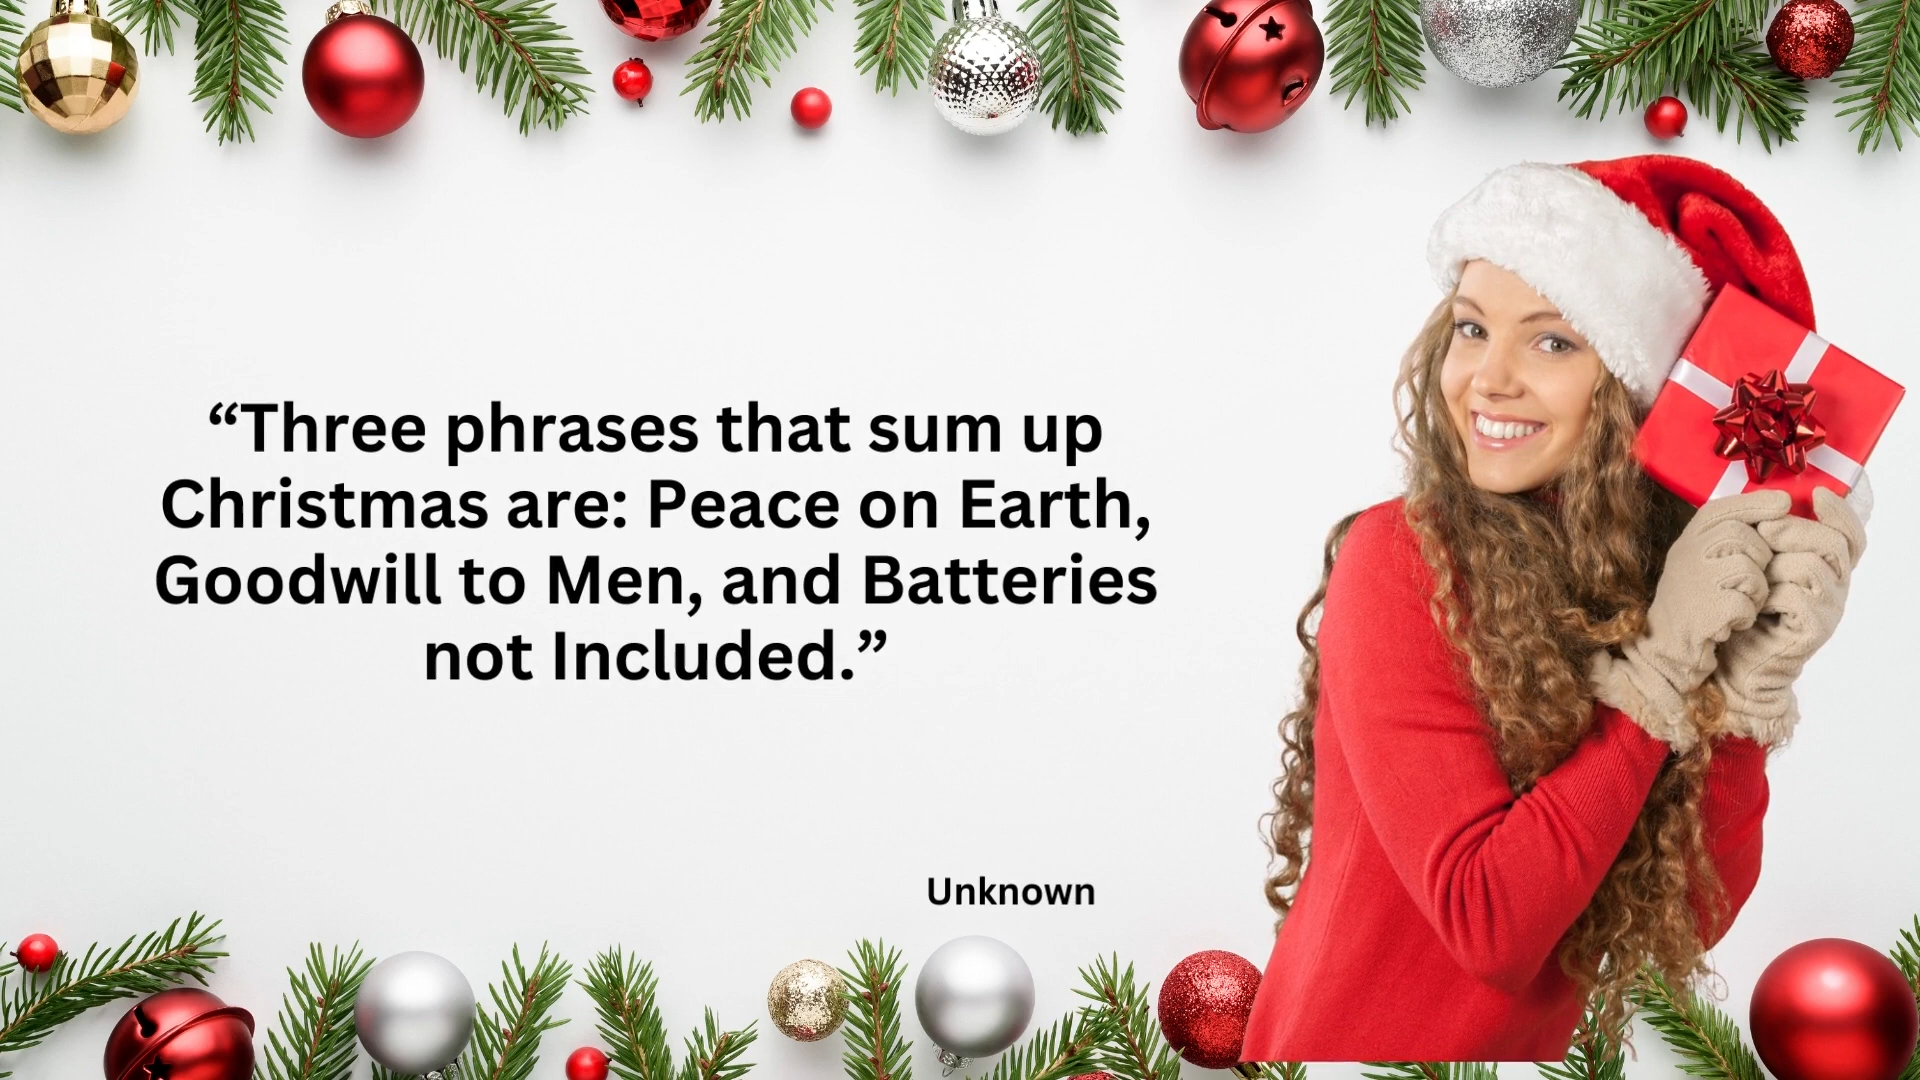 “Three phrases that sum up
Christmas are: Peace on Earth,
Goodwill to Men, and Batteries
not Included.”
Unknown